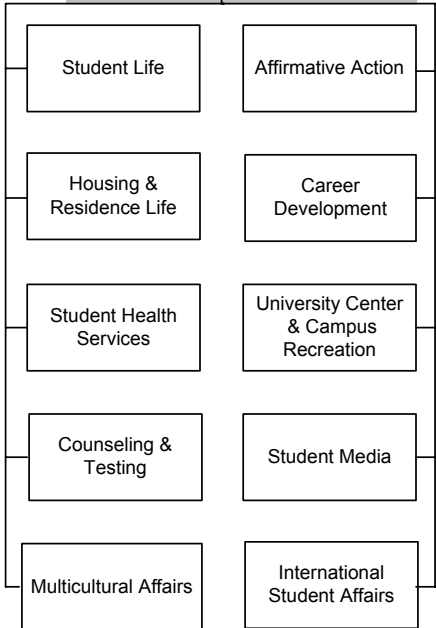 Student Life
Affirmative Action
Housing &
Residence Life
Career
Development
Student Health
Services
University Center
& Campus
Recreation
Counseling &
Testing
Student Media
Multicultural Affairs
International
Student Affairs